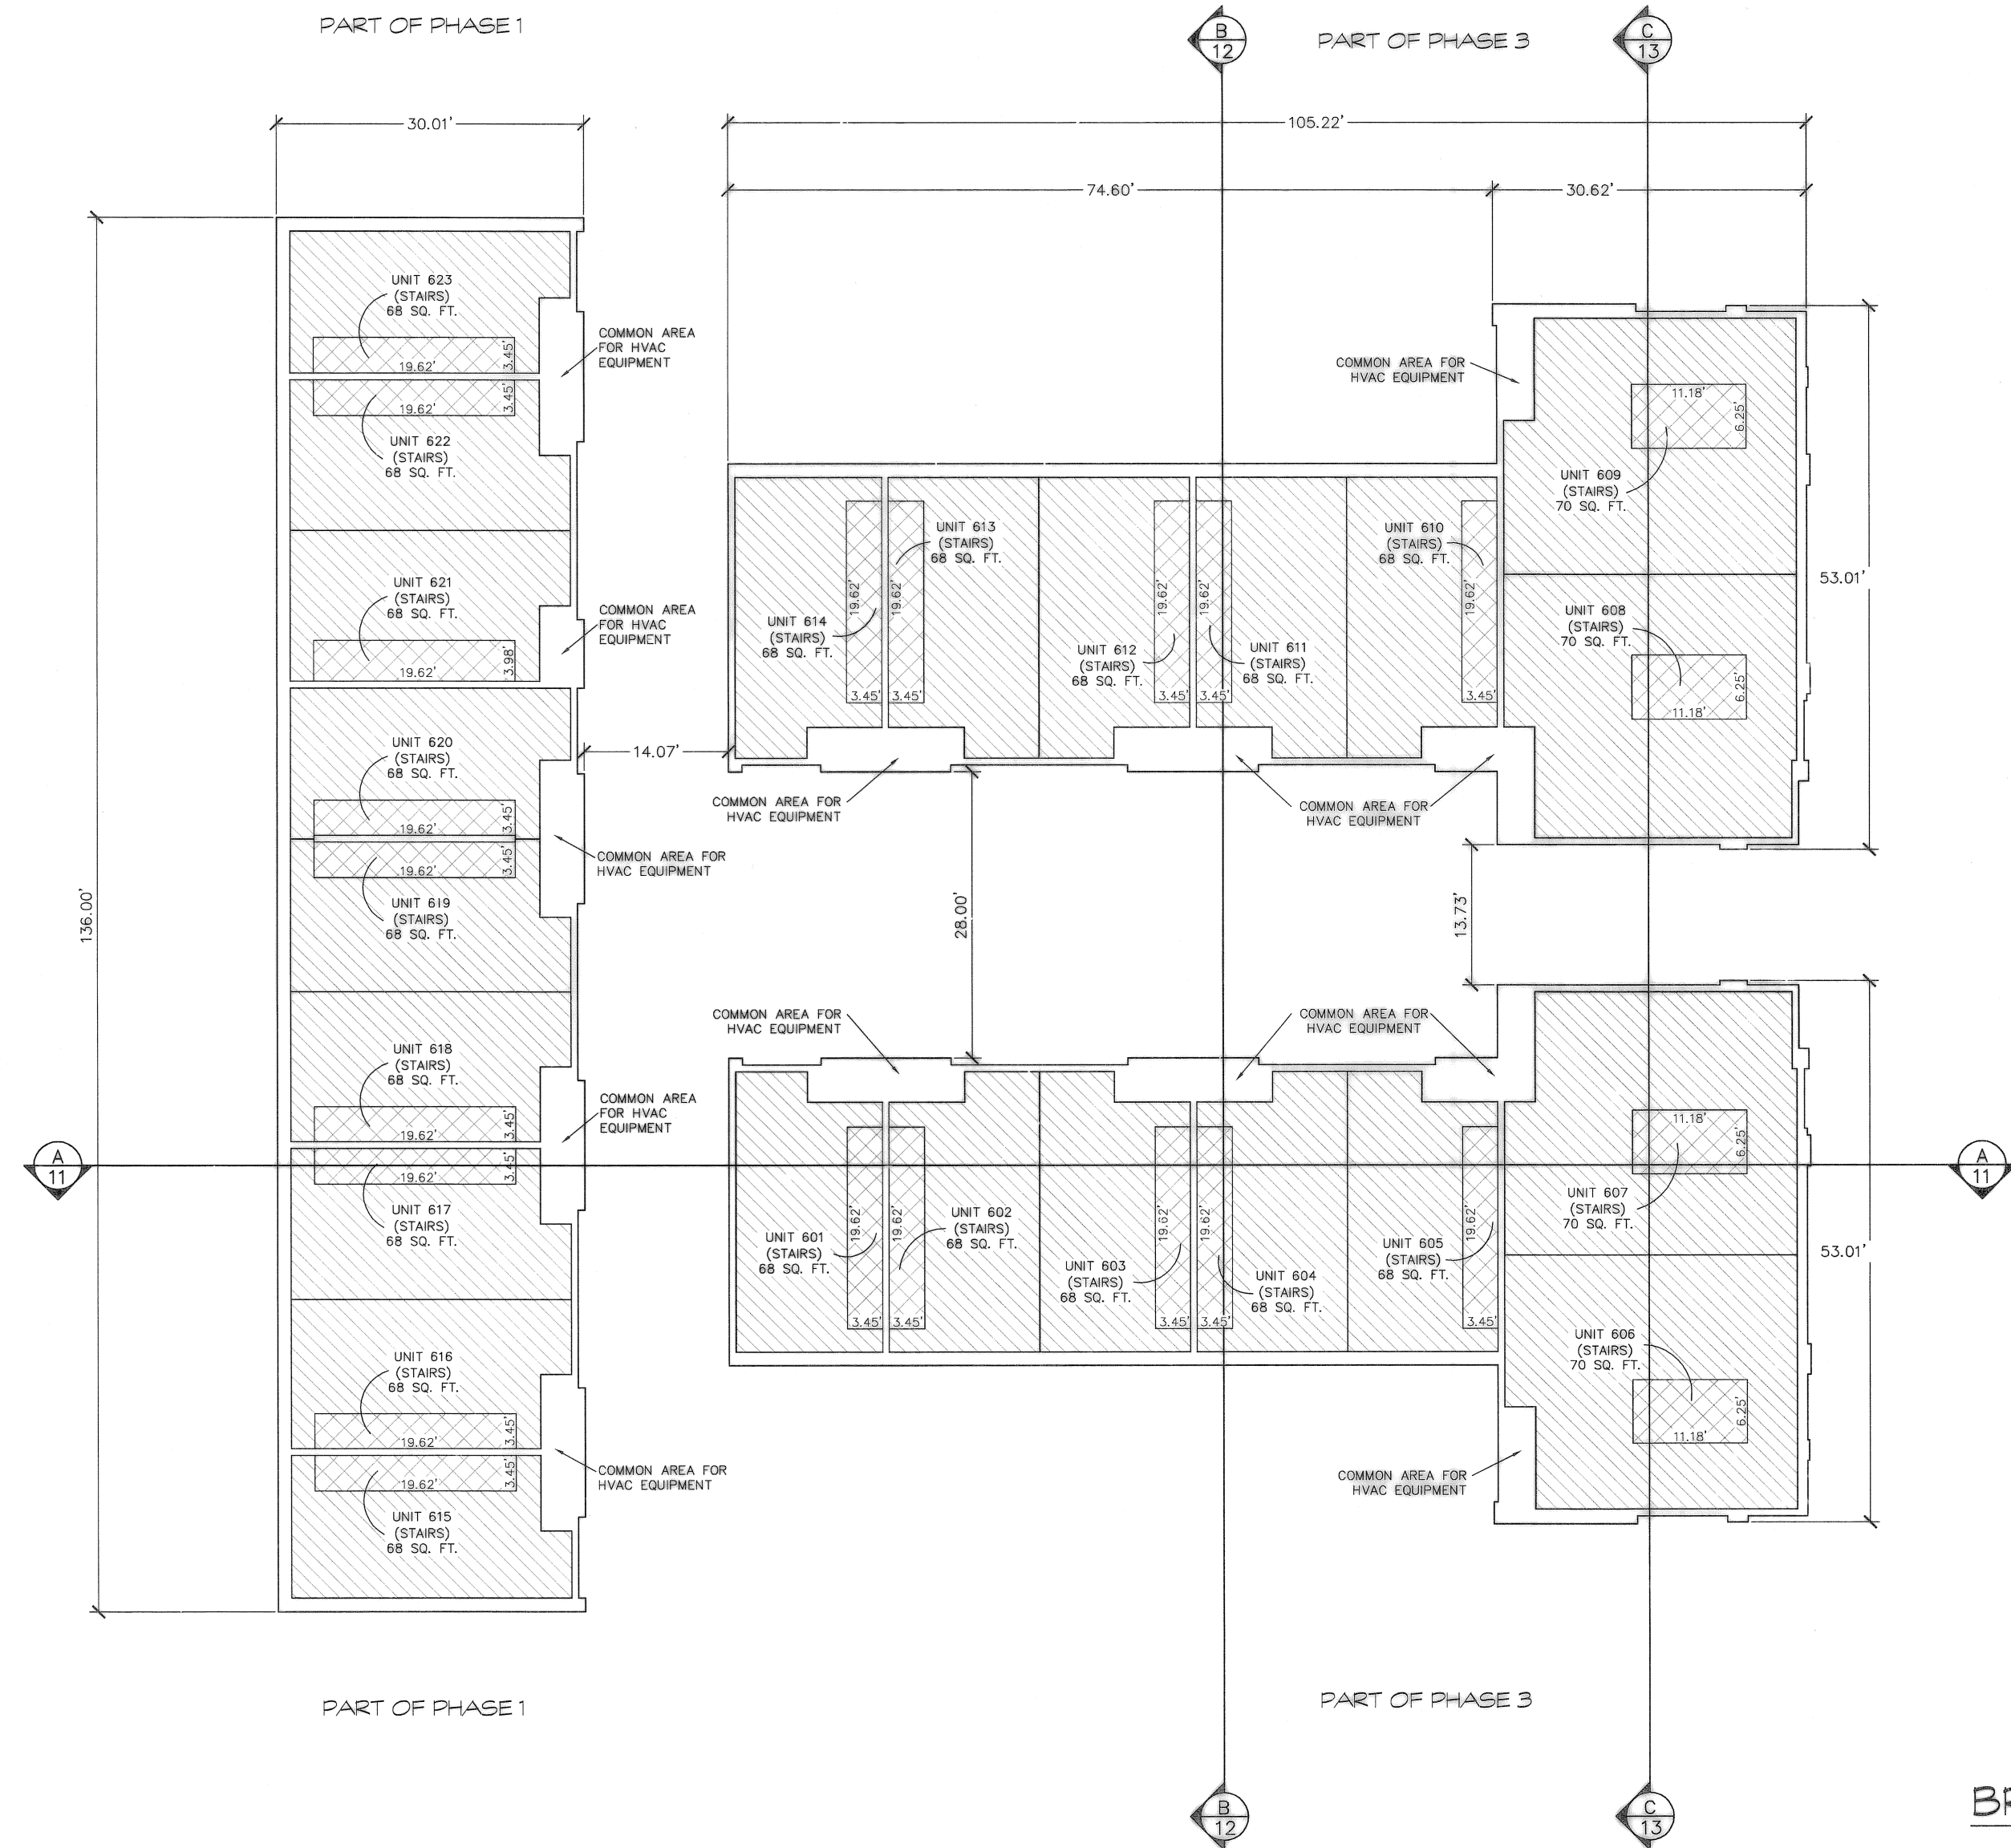 PART OF PHASE 1
PART OF PHASE 3
B
12
C
13
30.01'
105.22'
74.60'
30.62'
136.00'
UNIT 623
(STAIRS)
68 SQ. FT.
19.62'
3.45'
COMMON AREA
FOR HVAC
EQUIPMENT
19.62'
3.45'
UNIT 622
(STAIRS)
68 SQ. FT.
UNIT 621
(STAIRS)
68 SQ. FT.
19.62'
3.98'
COMMON AREA
FOR HVAC
EQUIPMENT
UNIT 620
(STAIRS)
68 SQ. FT.
19.62'
3.45'
19.62'
3.45'
COMMON AREA FOR
HVAC EQUIPMENT
UNIT 619
(STAIRS)
68 SQ. FT.
UNIT 618
(STAIRS)
68 SQ. FT.
19.62'
3.45'
COMMON AREA
FOR HVAC
EQUIPMENT
19.62'
3.45'
UNIT 617
(STAIRS)
68 SQ. FT.
UNIT 616
(STAIRS)
68 SQ. FT.
19.62'
3.45'
19.62'
3.45'
COMMON AREA FOR
HVAC EQUIPMENT
UNIT 615
(STAIRS)
68 SQ. FT.
14.07'
UNIT 614
(STAIRS)
68 SQ. FT.
19.62'
3.45'
UNIT 613
(STAIRS)
68 SQ. FT.
19.62'
3.45'
UNIT 612
(STAIRS)
68 SQ. FT.
19.62'
3.45'
UNIT 611
(STAIRS)
68 SQ. FT.
19.62'
3.45'
UNIT 610
(STAIRS)
68 SQ. FT.
19.62'
3.45'
COMMON AREA FOR
HVAC EQUIPMENT
11.18'
6.25'
UNIT 609
(STAIRS)
70 SQ. FT.
UNIT 608
(STAIRS)
70 SQ. FT.
11.18'
6.25'
53.01'
COMMON AREA FOR
HVAC EQUIPMENT
COMMON AREA FOR
HVAC EQUIPMENT
28.00'
13.73'
COMMON AREA FOR
HVAC EQUIPMENT
COMMON AREA FOR
HVAC EQUIPMENT
A
11
A
11
UNIT 601
(STAIRS)
68 SQ. FT.
19.62'
3.45'
UNIT 602
(STAIRS)
68 SQ. FT.
19.62'
3.45'
UNIT 603
(STAIRS)
68 SQ. FT.
19.62'
3.45'
UNIT 604
(STAIRS)
68 SQ. FT.
19.62'
3.45'
UNIT 605
(STAIRS)
68 SQ. FT.
19.62'
3.45'
11.18'
6.25'
UNIT 607
(STAIRS)
70 SQ. FT.
53.01'
UNIT 606
(STAIRS)
70 SQ. FT.
11.18'
6.25'
COMMON AREA FOR
HVAC EQUIPMENT
PART OF PHASE 1
PART OF PHASE 3
B
12
C
13